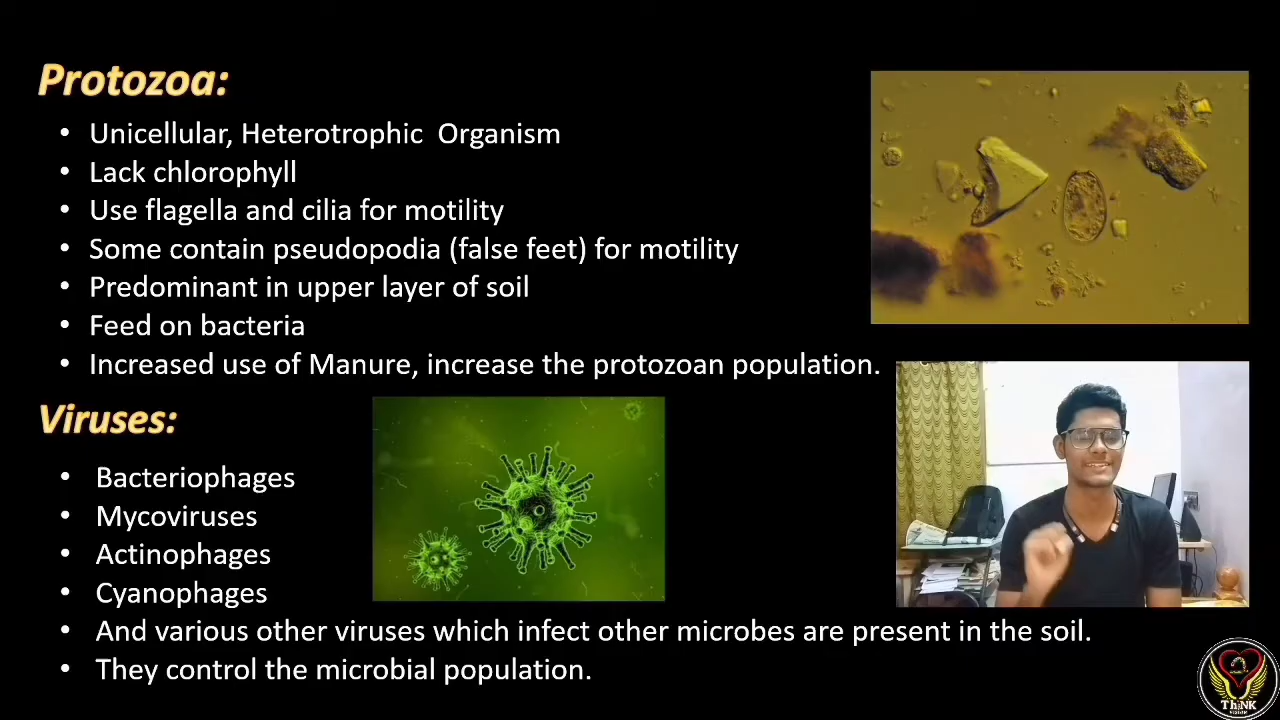 Protozoa:
• Unicellular, Heterotrophic Organism
• Lack chlorophyll
• Use flagella and cilia for motility
• Some contain pseudopodia (false feet) for motility
• Predominant in upper layer of soil
• Feed on bacteria
• Increased use of Manure, increase the protozoan population.
Viruses:
• Bacteriophages
• Mycoviruses
• Actinophages
• Cyanophages
• And various other viruses which infect other microbes are present in the soil.
• They control the microbial population.
ThiNK